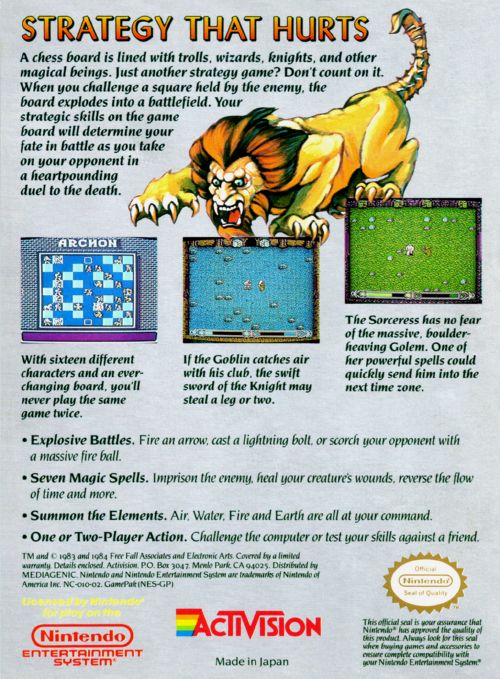 STRATEGY THAT HURTS
A chess board is lined with trolls, wizards, knights, and other
magical beings. Just another strategy game? Don't count on it.
When you challenge a square held by the enemy, the
board explodes into a battlefield. Your
strategic skills on the game
board will determine your
fate in battle as you take
on your opponent in
a heartpounding
duel to the death.
ARCHON
With sixteen different
characters and an ever-
changing board, you'll
never play the same
game twice.
If the Goblin catches air
with his club, the swift
sword of the Knight may
steal a leg or two.
The Sorceress has no fear
of the massive, boulder-
heaving Golem. One of
her powerful spells could
quickly send him into the
next time zone.
• Explosive Battles. Fire an arrow, cast a lightning bolt, or scorch your opponent with
a massive fire ball.
• Seven Magic Spells. Imprison the enemy, heal your creature's wounds, reverse the flow
of time and more.
• Summon the Elements. Air, Water, Fire and Earth are all at your command.
• One or Two-Player Action. Challenge the computer or test your skills against a friend.
TM and © 1983 and 1984 Free Fall Associates and Electronic Arts. Covered by a limited
warranty. Details enclosed. Activision, P.O. Box 3047, Menlo Park, CA 94025. Distributed by
MEDIAGENIC. Nintendo and Nintendo Entertainment System are trademarks of Nintendo of
America Inc. NC-010-02. GamePak (NES-GP)
Licensed by Nintendo®
for play on the
Nintendo
ENTERTAINMENT
SYSTEM®
ACTIVISION
Made in Japan
Official
Nintendo
Seal of Quality
This official seal is your assurance that
Nintendo® has approved the quality of
this product. Always look for this seal
when buying games and accessories to
ensure complete compatibility with
your Nintendo Entertainment System®